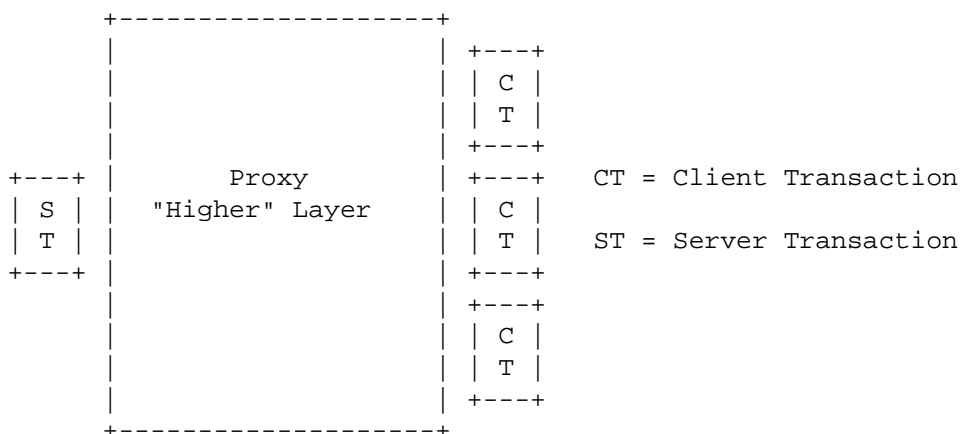 +--------------------+
      |                    | +---+
      |                    | | C |
      |                    | | T |
      |                    | +---+
+---+ |       Proxy        | +---+   CT = Client Transaction
| S | |   "Higher" Layer   | | C |
| T | |                    | | T |   ST = Server Transaction
+---+ |                    | +---+
      |                    | +---+
      |                    | | C |
      |                    | | T |
      |                    | +---+
      +--------------------+